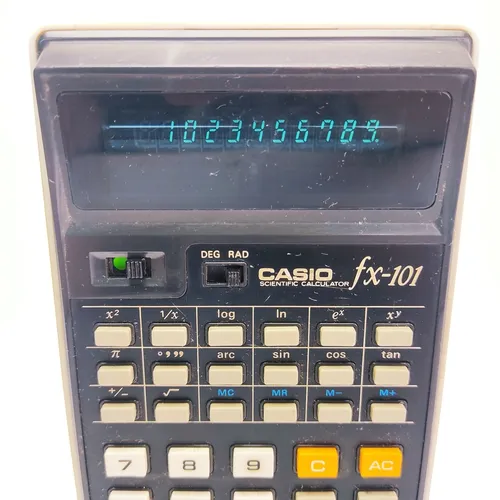 1023456789.
DEG RAD
CASIO fx-101
SCIENTIFIC CALCULATOR
x² 1/x log ln eˣ xʸ
π °,,, arc sin cos tan
+/− √ MC MR M− M+
7 8 9 C AC